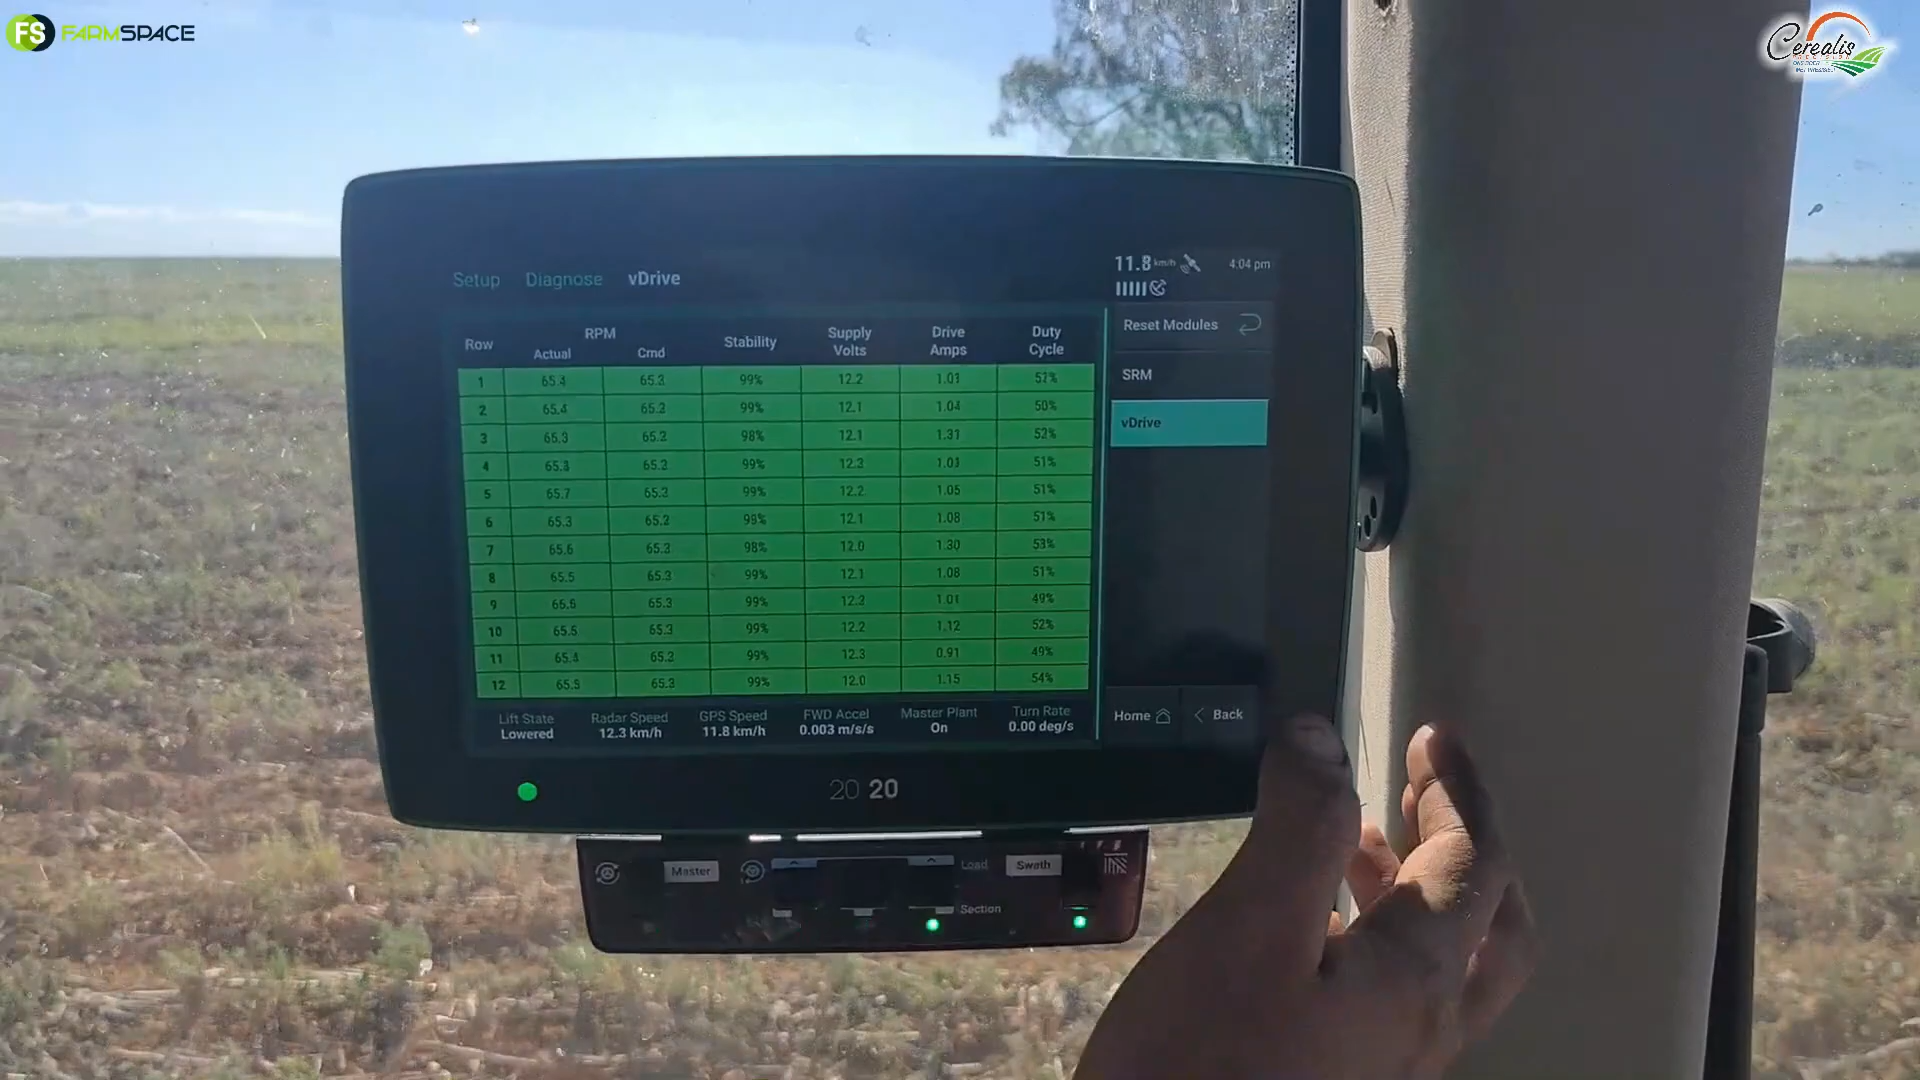 FS FARMSPACE
Cerealis
PRECISION
Setup Diagnose vDrive
11.8 km/h 4:04 pm
Row RPM Actual Cmd Stability Supply Volts Drive Amps Duty Cycle
1 65.4 65.3 99% 12.2 1.01
2 65.4 65.2 99% 12.1 1.04 50%
3 65.3 65.2 98% 12.1 1.31 52%
4 65.3 65.2 99% 12.3 1.03 51%
5 65.7 65.3 99% 12.2 1.05 51%
6 65.3 65.2 99% 12.1 1.08 51%
7 65.6 65.3 98% 12.0 1.30 53%
8 65.5 65.3 99% 12.1 1.08 51%
9 65.3 99% 12.3 1.01 49%
10 65.5 65.3 99% 12.2 1.12 52%
11 65.4 65.2 99% 12.3 0.91 49%
12 65.5 65.3 99% 12.0 1.15 54%
Reset Modules
SRM
vDrive
Lift State Radar Speed GPS Speed FWD Accel Master Plant Turn Rate
Lowered 12.3 km/h 11.8 km/h 0.003 m/s/s On 0.00 deg/s
Home Back
20 20
Master Load Swath
Section